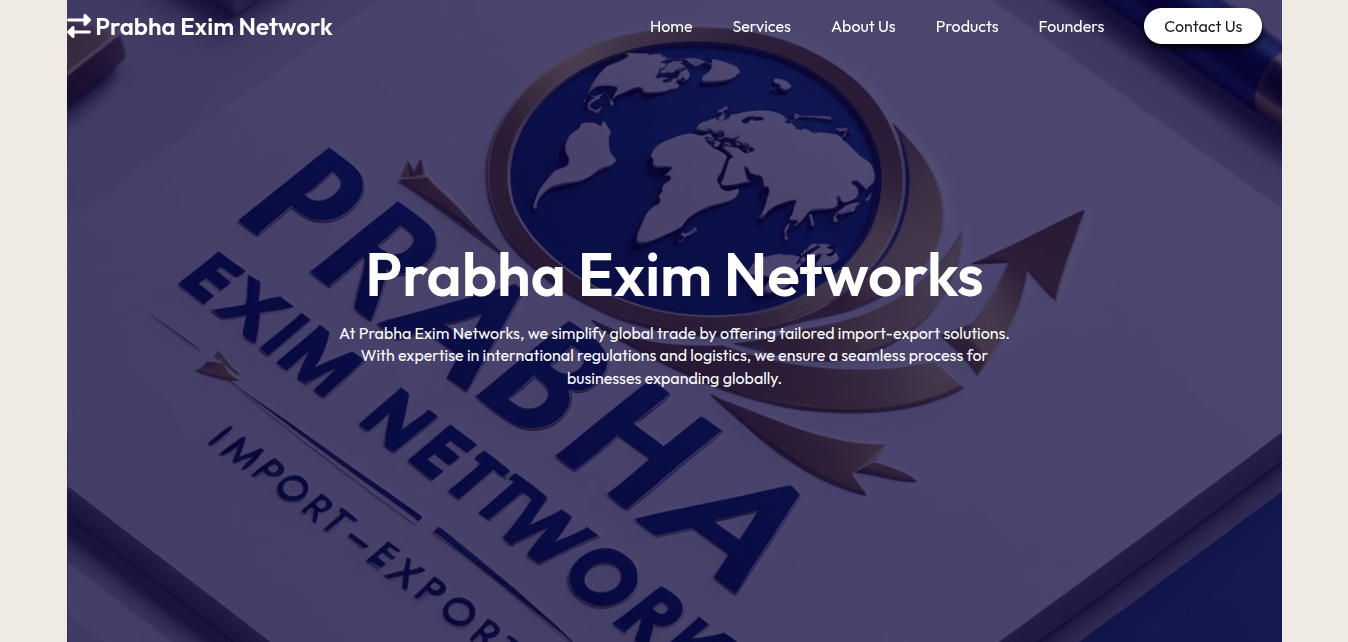 Prabha Exim Network
Home
Services
About Us
Products
Founders
Contact Us
Prabha Exim Networks
At Prabha Exim Networks, we simplify global trade by offering tailored import-export solutions.
With expertise in international regulations and logistics, we ensure a seamless process for
businesses expanding globally.
PRABHA
EXIM NETTWORK
IMPORT–EXPORT